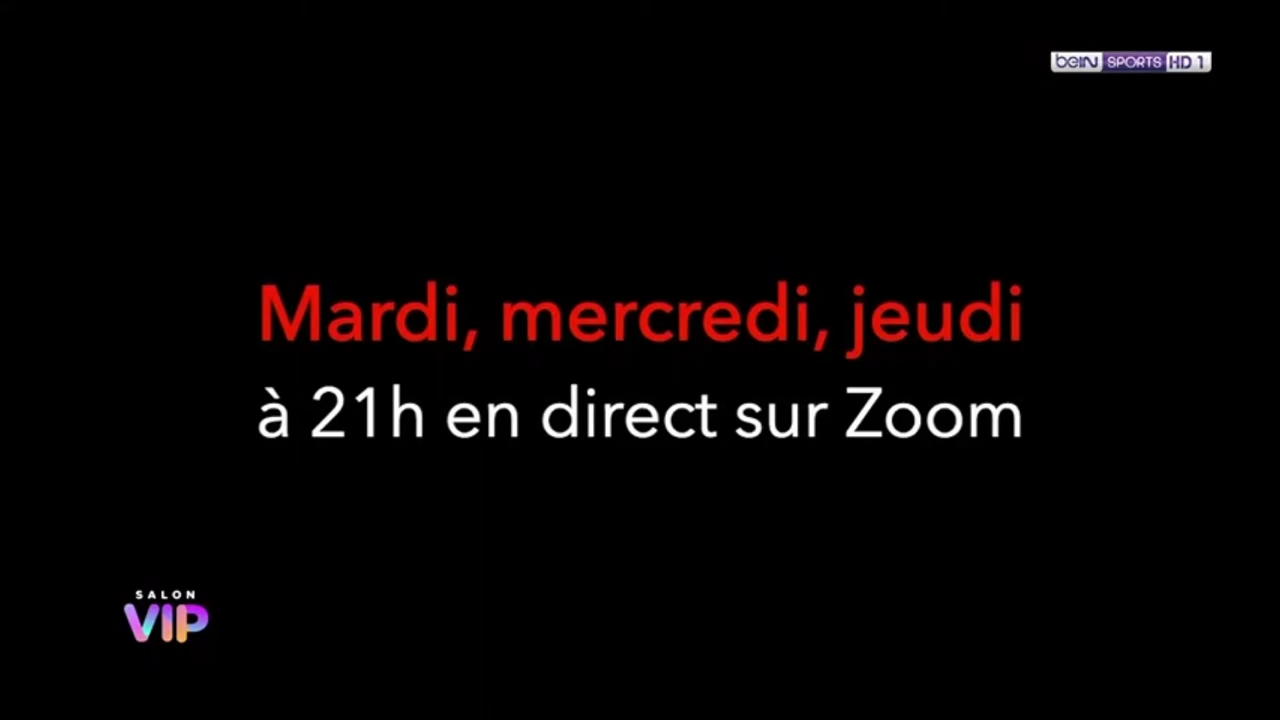 beIN SPORTS HD 1
Mardi, mercredi, jeudi
à 21h en direct sur Zoom
SALON
VIP